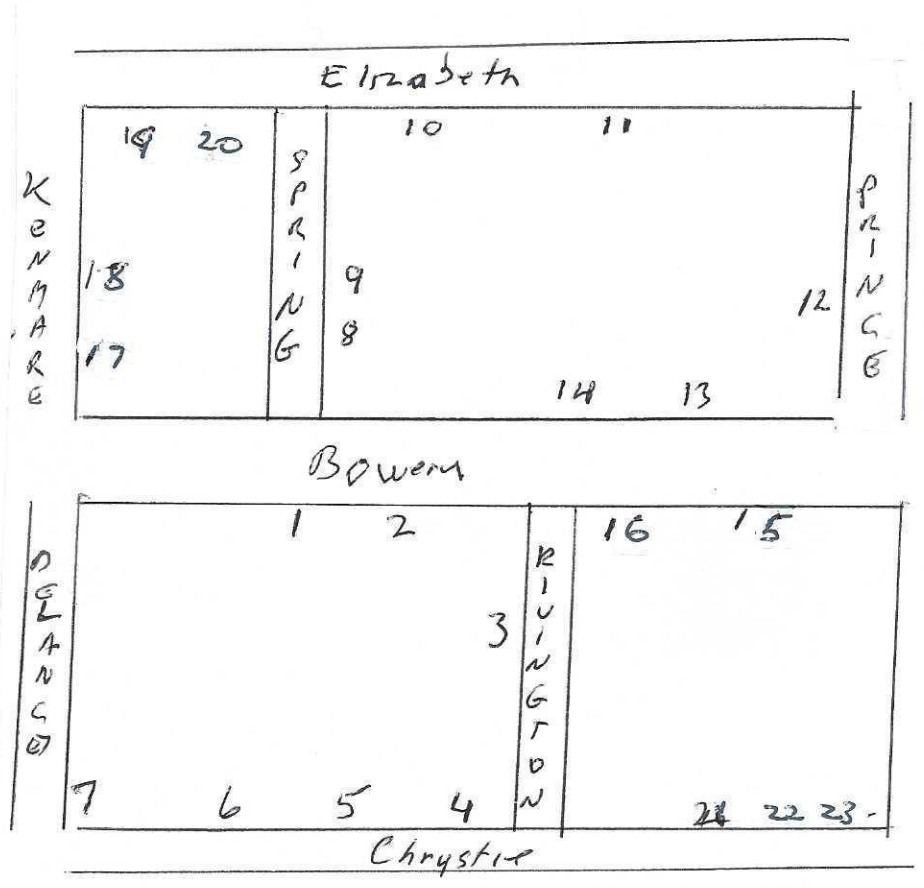 Elizabeth
19 20
10 11
KENMARE
SPRING
PRINCE
18
9
17
8
12
14 13
Bowery
1 2
16 15
DELANCEY
RIVINGTON
3
7 6 5 4
21 22 23
Chrystie